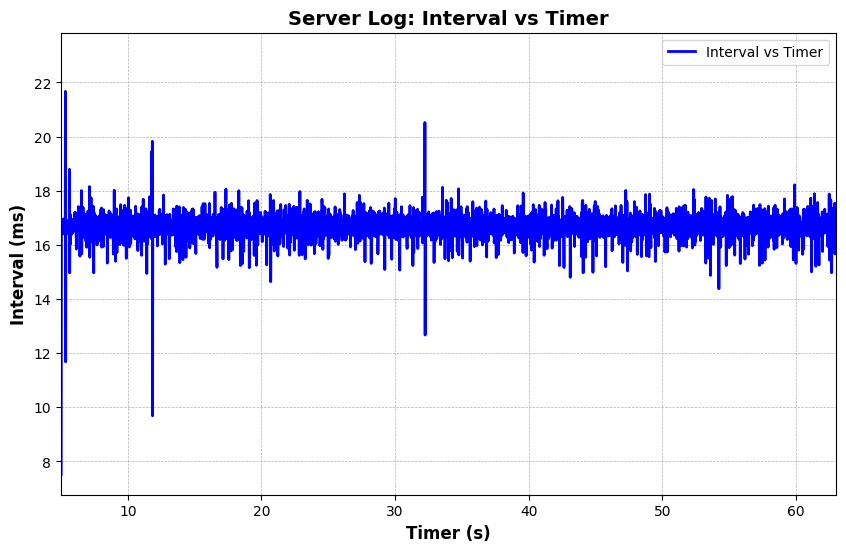 Server Log: Interval vs Timer
Interval vs Timer
22
20
18
16
14
12
10
8
Interval (ms)
10 20 30 40 50 60
Timer (s)